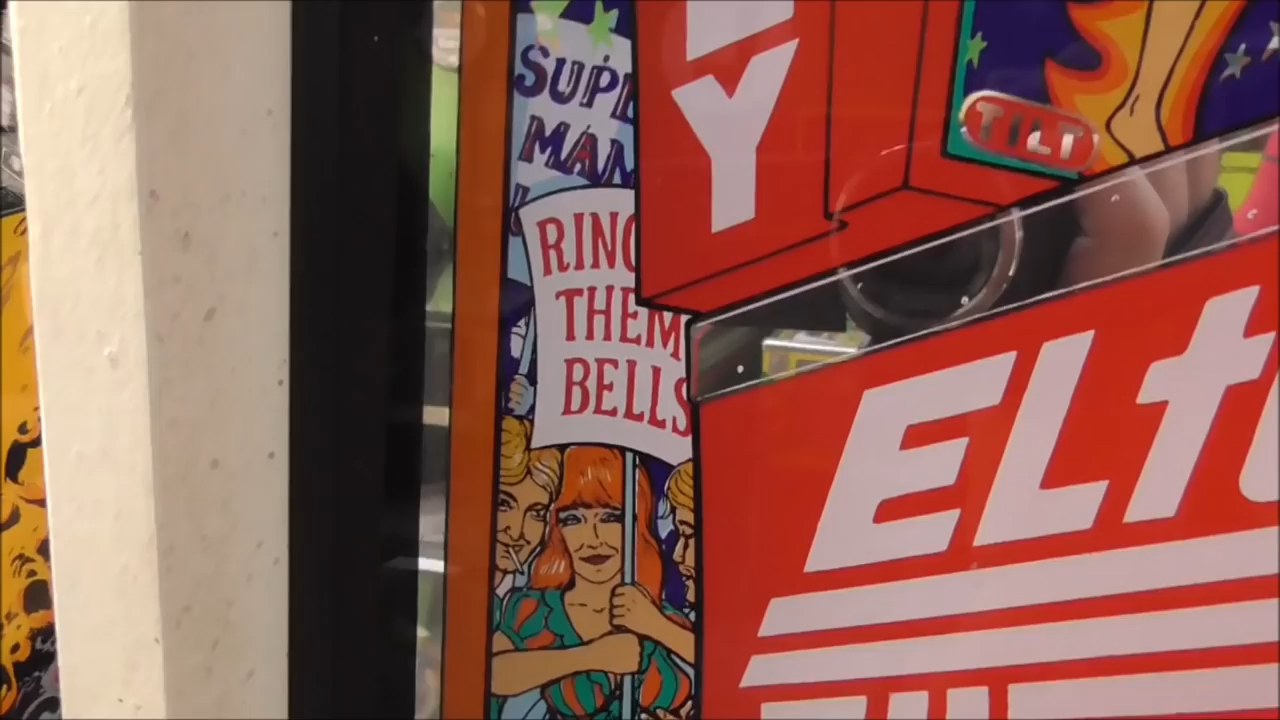 SUPE
MAN
RING
THEM
BELLS
Y
TILT
ELt